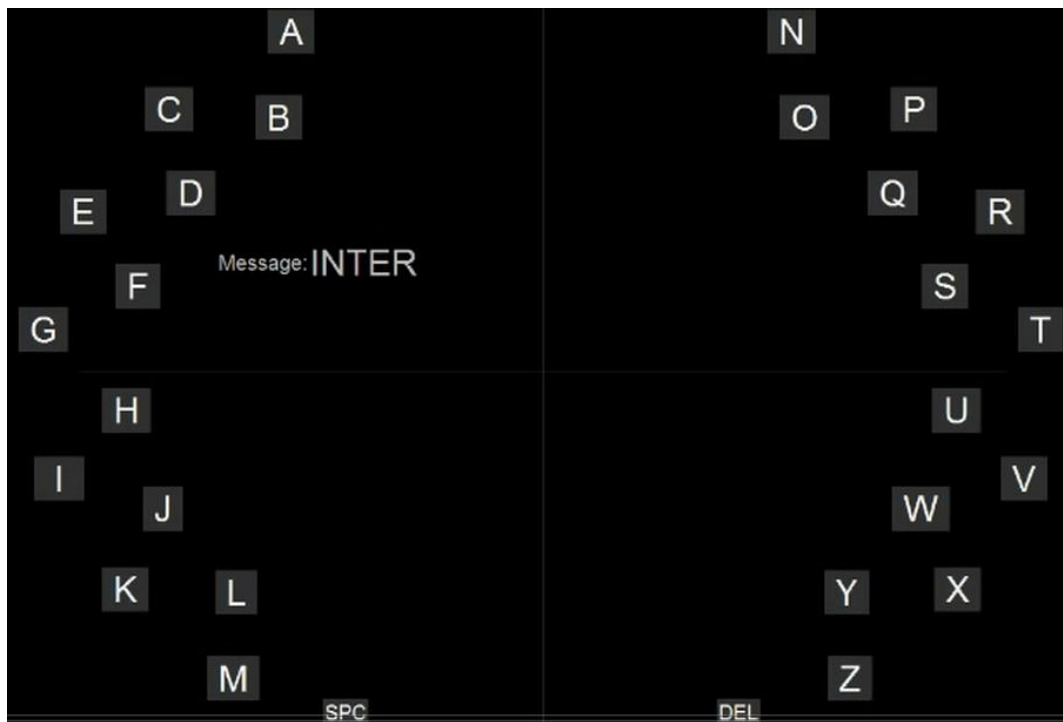 A N
C B O P
E D Q R
Message: INTER
F S
G T
H U
I V
J W
K L Y X
M Z
SPC DEL